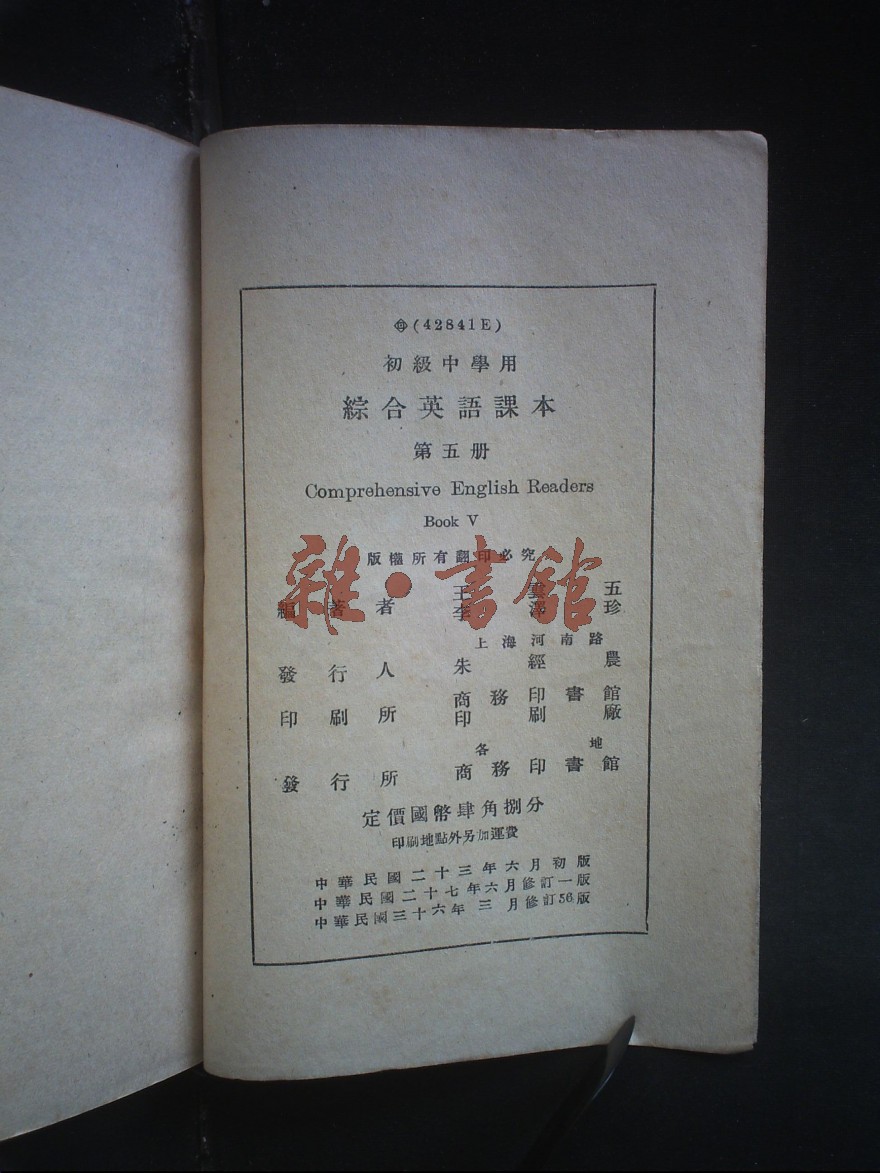 (42841E)
初級中學用
綜合英語課本
第五册
Comprehensive English Readers
Book V
版權所有翻印必究
編著者 王雲五
李澤珍
上海河南路
發行人 朱經農
印刷所 商務印書館
印刷廠
各地
發行所 商務印書館
定價國幣肆角捌分
印刷地點外另加運費
中華民國二十三年六月初版
中華民國二十七年六月修訂一版
中華民國三十六年三月修訂56版
雜·書館